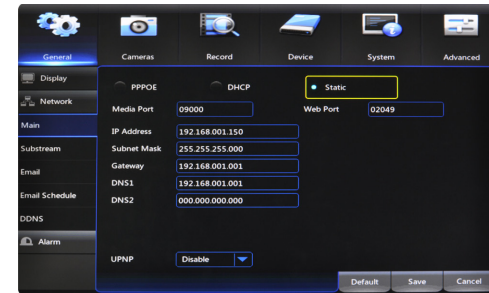 General Cameras Record Device System Advanced
Display
Network
Main
Substream
Email
Email Schedule
DDNS
Alarm
PPPOE DHCP Static
Media Port 09000 Web Port 02049
IP Address 192.168.001.150
Subnet Mask 255.255.255.000
Gateway 192.168.001.001
DNS1 192.168.001.001
DNS2 000.000.000.000
UPNP Disable
Default Save Cancel